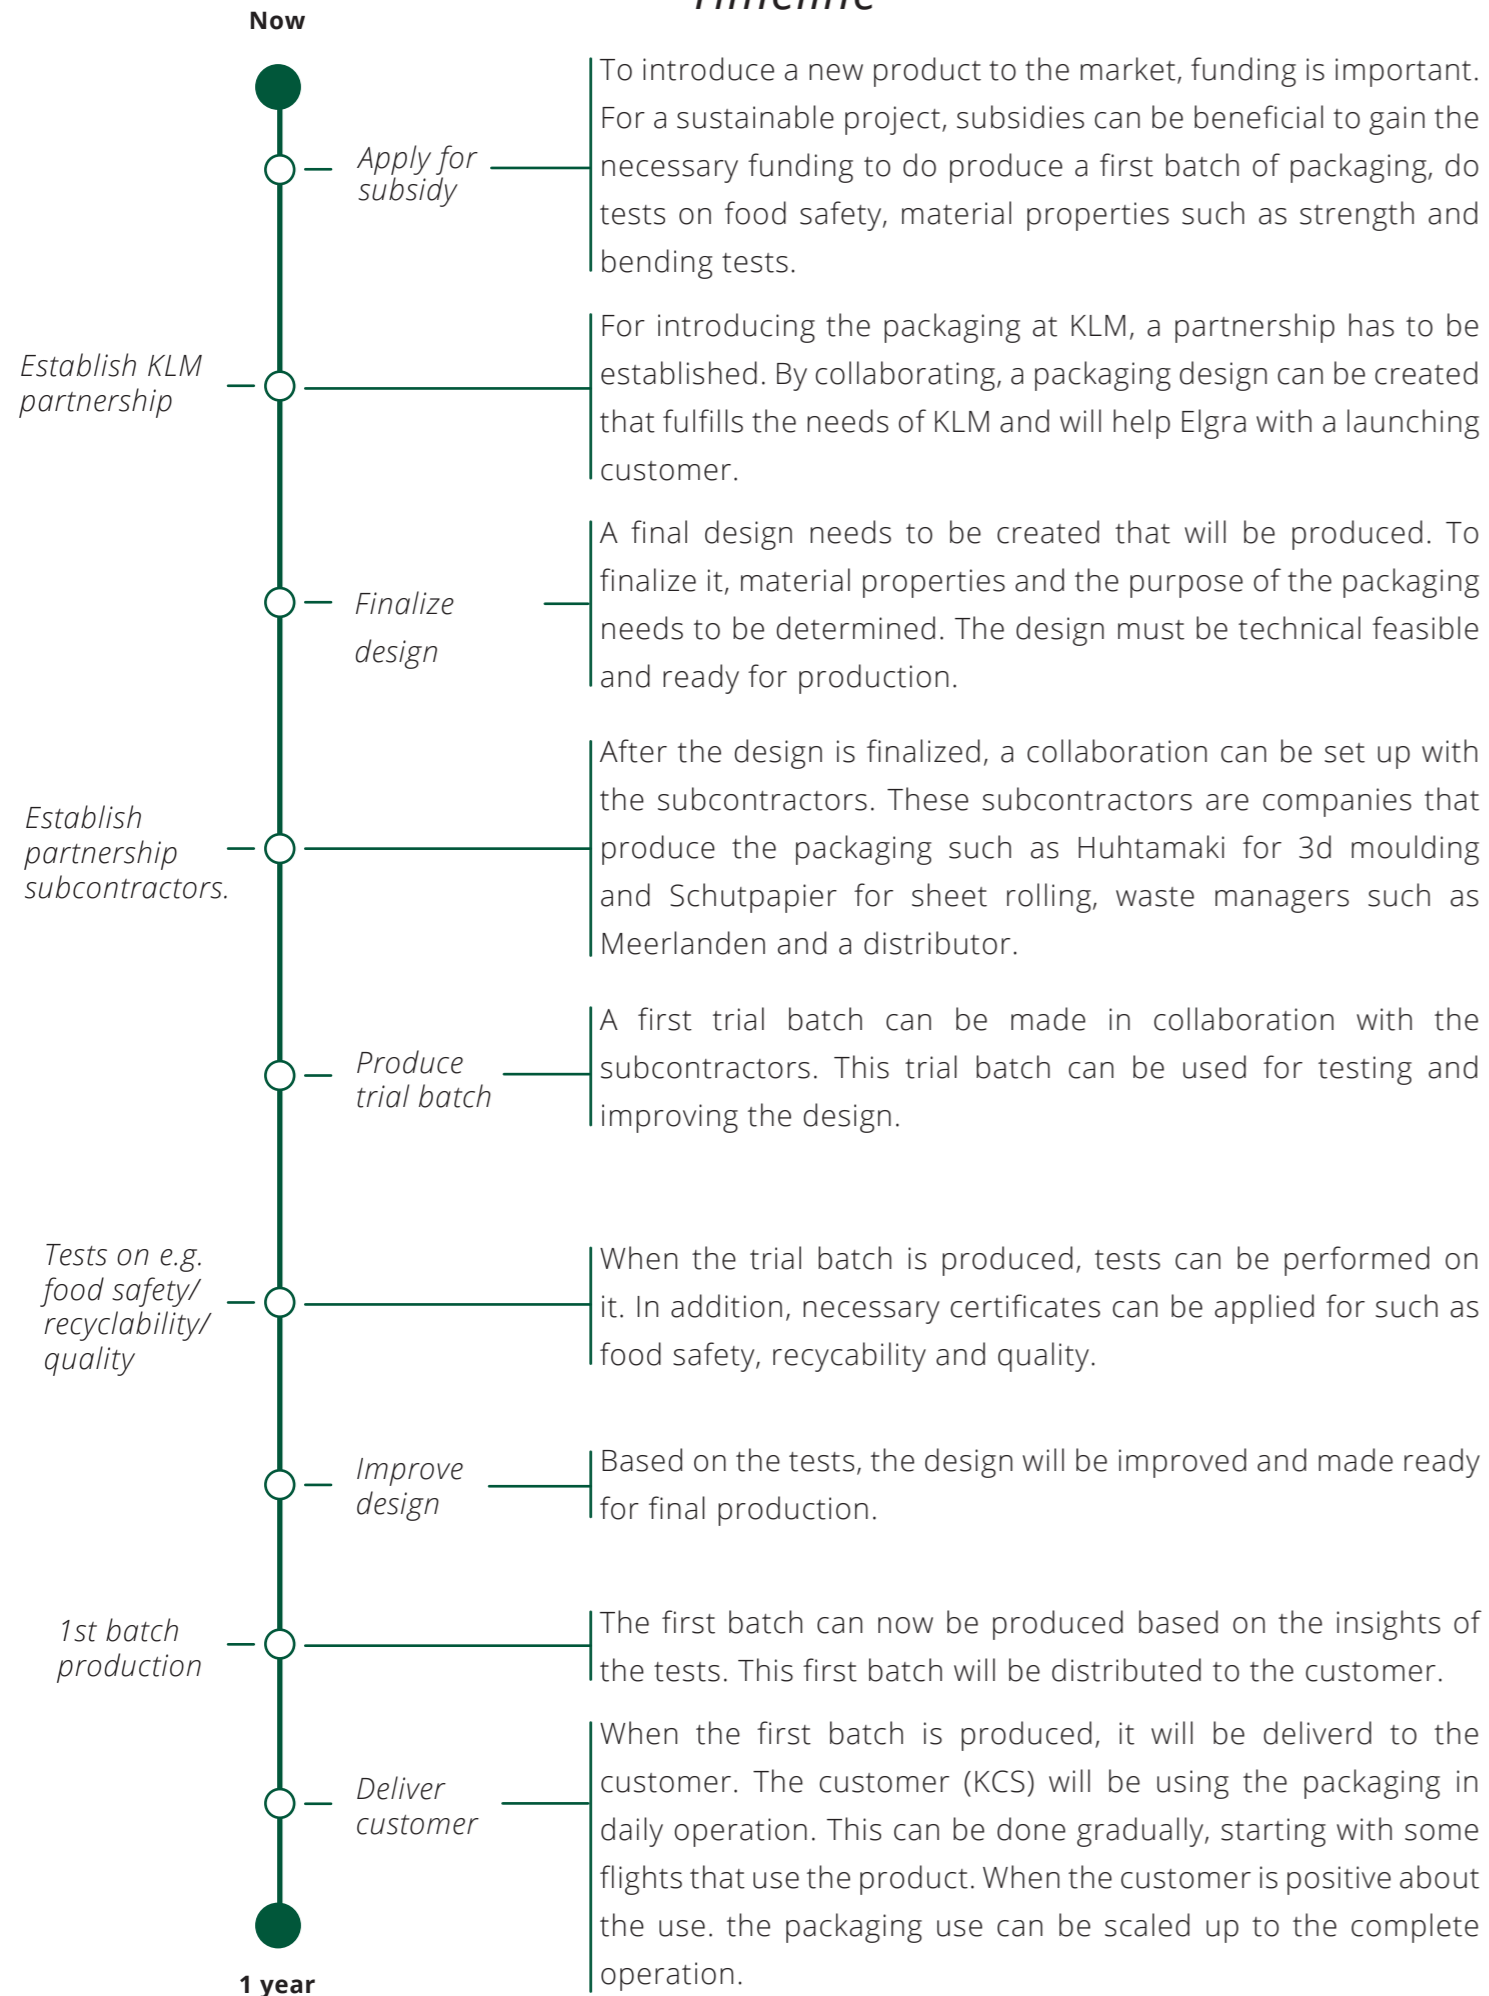 Timeline
Now
Apply for
subsidy
To introduce a new product to the market, funding is important.
For a sustainable project, subsidies can be beneficial to gain the
necessary funding to do produce a first batch of packaging, do
tests on food safety, material properties such as strength and
bending tests.
Establish KLM
partnership
For introducing the packaging at KLM, a partnership has to be
established. By collaborating, a packaging design can be created
that fulfills the needs of KLM and will help Elgra with a launching
customer.
Finalize
design
A final design needs to be created that will be produced. To
finalize it, material properties and the purpose of the packaging
needs to be determined. The design must be technical feasible
and ready for production.
Establish
partnership
subcontractors.
After the design is finalized, a collaboration can be set up with
the subcontractors. These subcontractors are companies that
produce the packaging such as Huhtamaki for 3d moulding
and Schutpapier for sheet rolling, waste managers such as
Meerlanden and a distributor.
Produce
trial batch
A first trial batch can be made in collaboration with the
subcontractors. This trial batch can be used for testing and
improving the design.
Tests on e.g.
food safety/
recyclability/
quality
When the trial batch is produced, tests can be performed on
it. In addition, necessary certificates can be applied for such as
food safety, recycability and quality.
Improve
design
Based on the tests, the design will be improved and made ready
for final production.
1st batch
production
The first batch can now be produced based on the insights of
the tests. This first batch will be distributed to the customer.
Deliver
customer
When the first batch is produced, it will be deliverd to the
customer. The customer (KCS) will be using the packaging in
daily operation. This can be done gradually, starting with some
flights that use the product. When the customer is positive about
the use. the packaging use can be scaled up to the complete
operation.
1 year